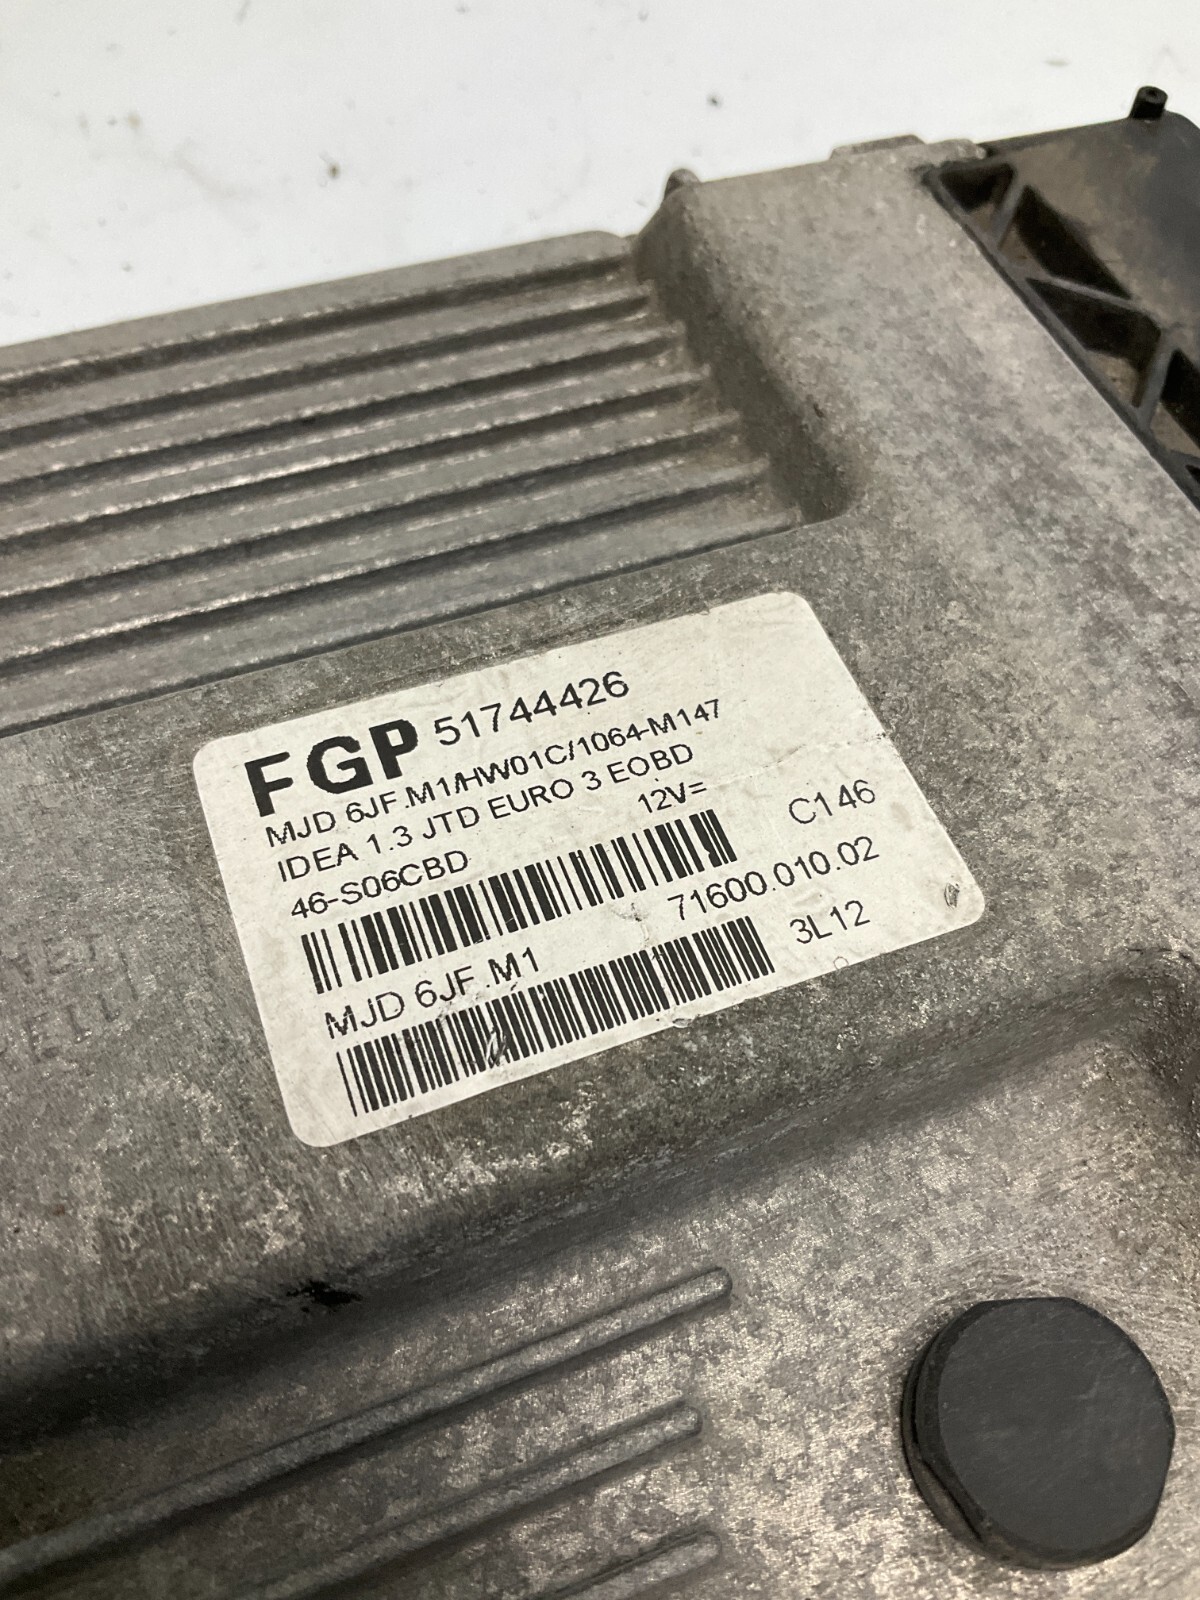 FGP 51744426
MJD 6JF.M1/HW01C/1064-M147
IDEA 1.3 JTD EURO 3 EOBD
46-S06CBD 12V= C146
71600.010.02
MJD 6JF.M1 3L12